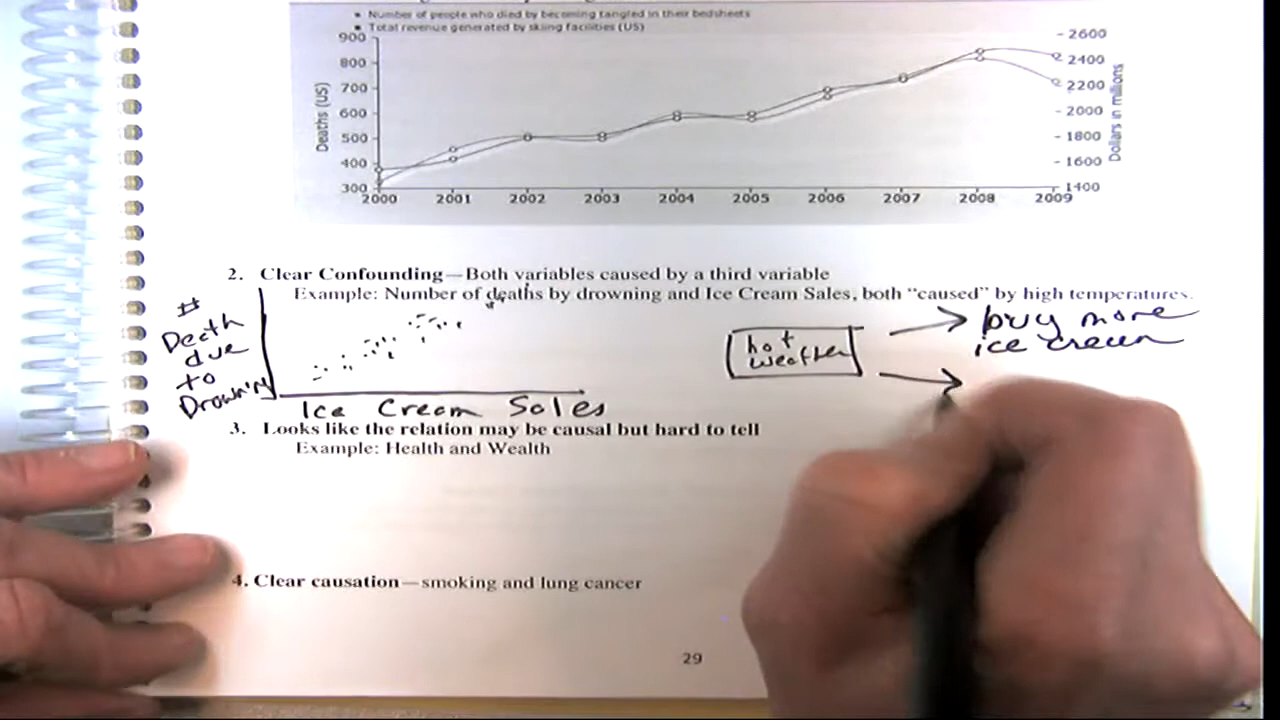 Number of people who died by becoming tangled in their bedsheets
Total revenue generated by skiing facilities (US)
900
800
700
600
500
400
300
Deaths (US)
2600
2400
2200
2000
1800
1600
1400
Dollars in millions
2000 2001 2002 2003 2004 2005 2006 2007 2008 2009
2. Clear Confounding—Both variables caused by a third variable
Example: Number of deaths by drowning and Ice Cream Sales, both “caused” by high temperatures.
#
Death
due
to
Drown'g
Ice Cream Sales
hot
weather
buy more
ice cream
3. Looks like the relation may be causal but hard to tell
Example: Health and Wealth
4. Clear causation—smoking and lung cancer
29